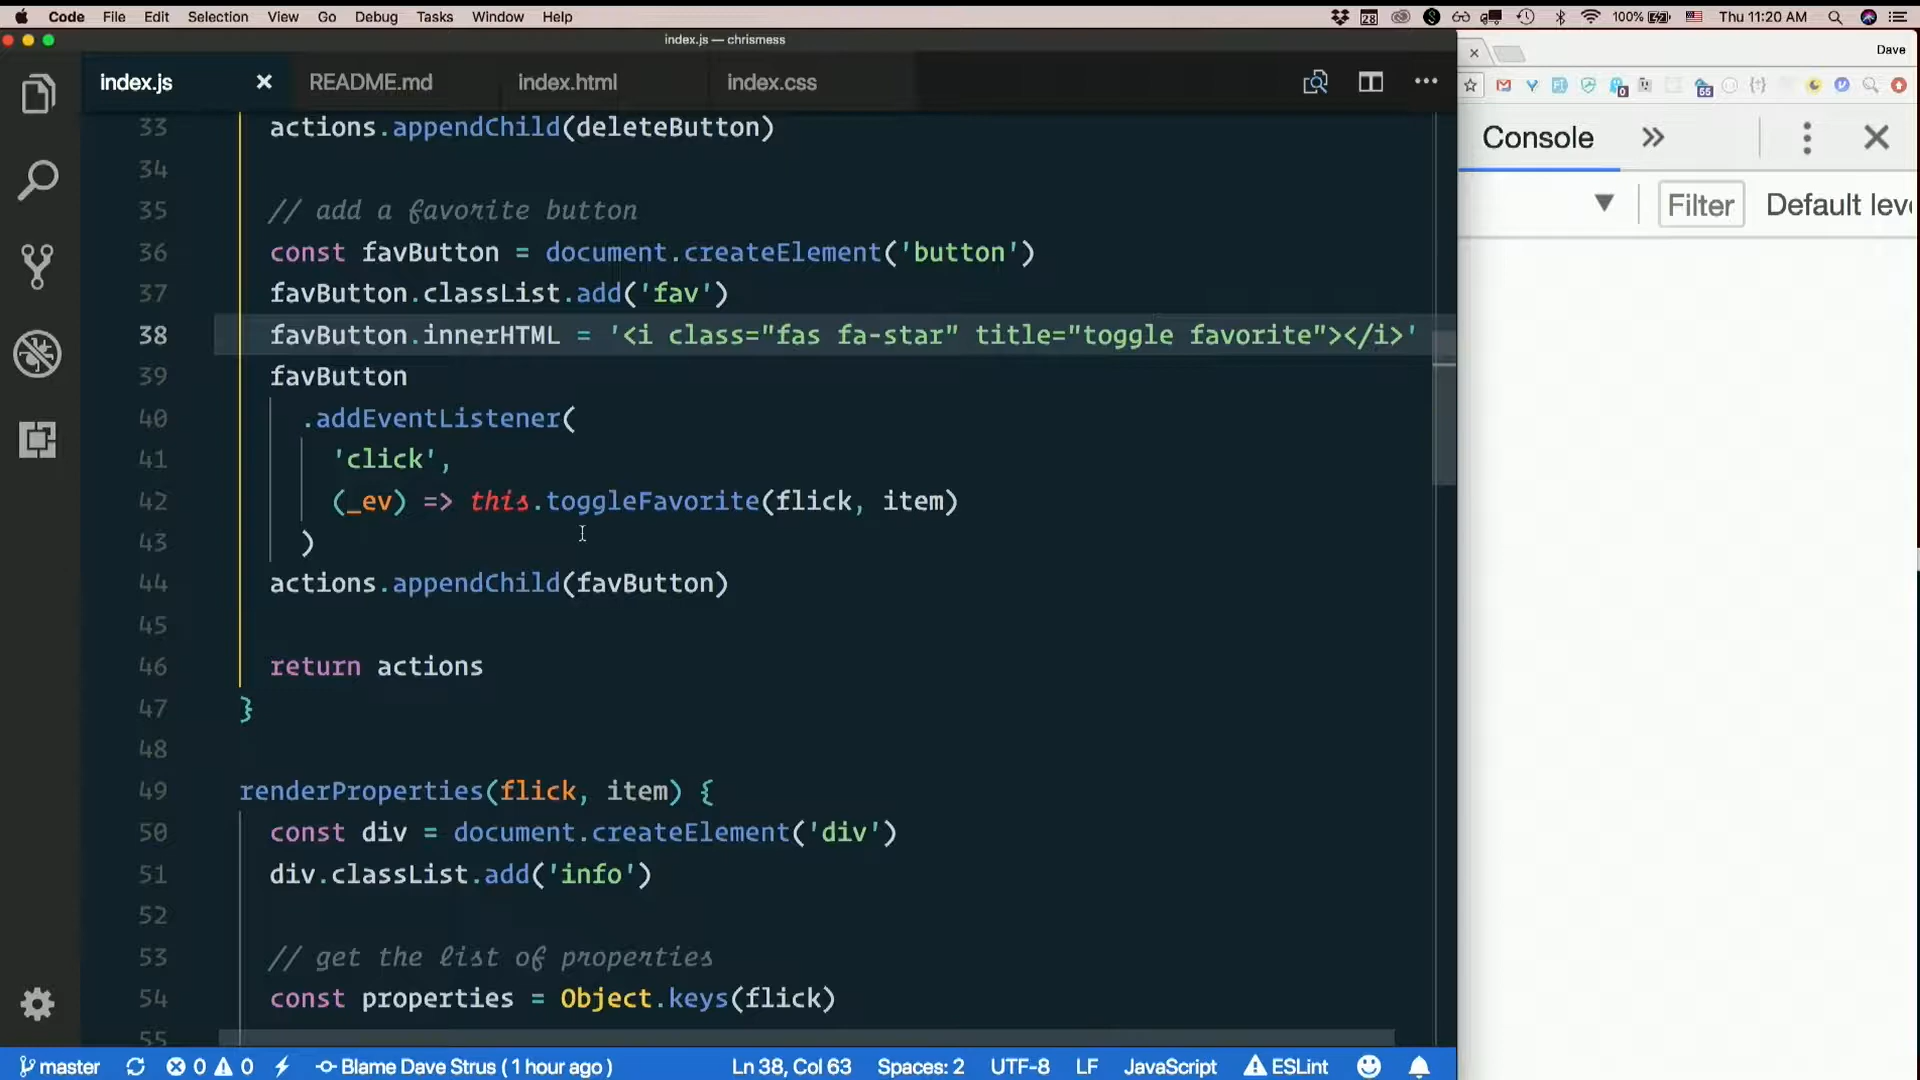 Code File Edit Selection View Go Debug Tasks Window Help 28 100% Thu 11:20 AM
index.js — chrismess
Dave
index.js README.md index.html index.css
0 55
Console
Filter Default leve
33 actions.appendChild(deleteButton)
34
35 // add a favorite button
36 const favButton = document.createElement('button')
37 favButton.classList.add('fav')
38 favButton.innerHTML = '<i class="fas fa-star" title="toggle favorite"></i>'
39 favButton
40 .addEventListener(
41 'click',
42 (_ev) => this.toggleFavorite(flick, item)
43 )
44 actions.appendChild(favButton)
45
46 return actions
47 }
48
49 renderProperties(flick, item) {
50 const div = document.createElement('div')
51 div.classList.add('info')
52
53 // get the list of properties
54 const properties = Object.keys(flick)
55
master 0 0 Blame Dave Strus ( 1 hour ago ) Ln 38, Col 63 Spaces: 2 UTF-8 LF JavaScript ESLint